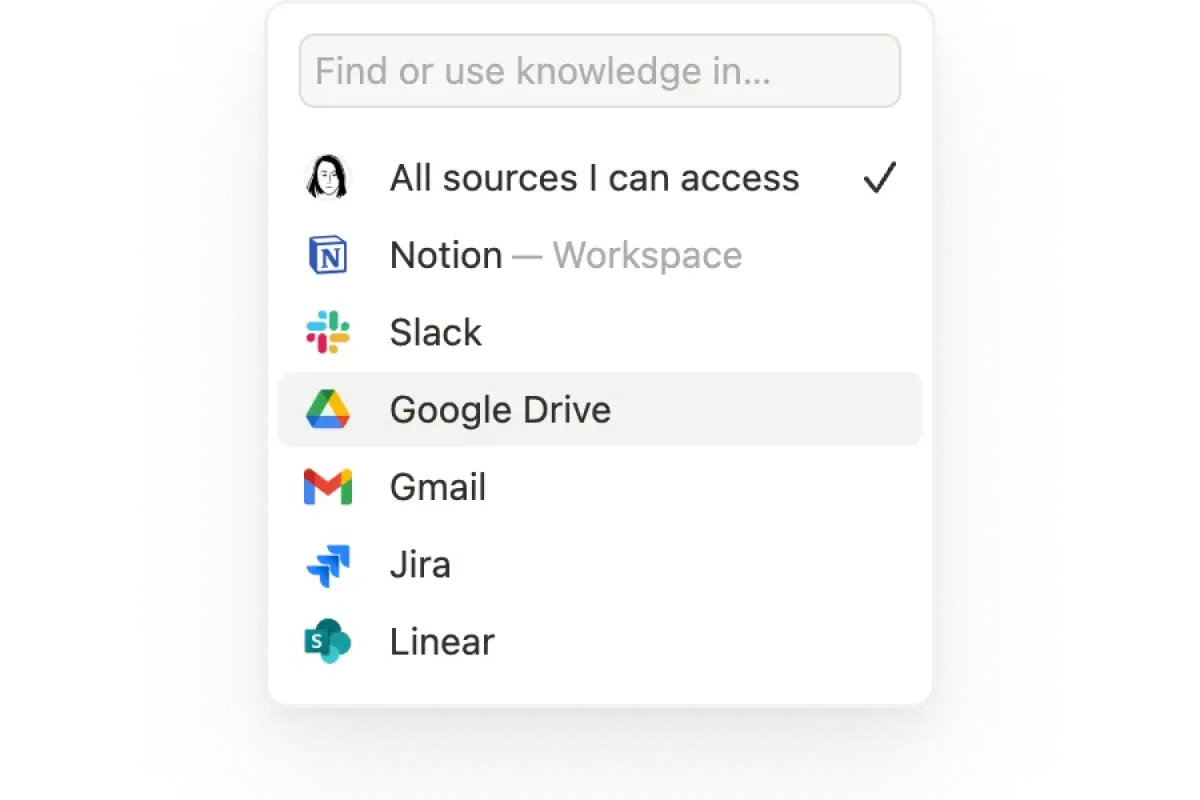 Find or use knowledge in...
All sources I can access
N
Notion — Workspace
Slack
Google Drive
Gmail
Jira
S
Linear